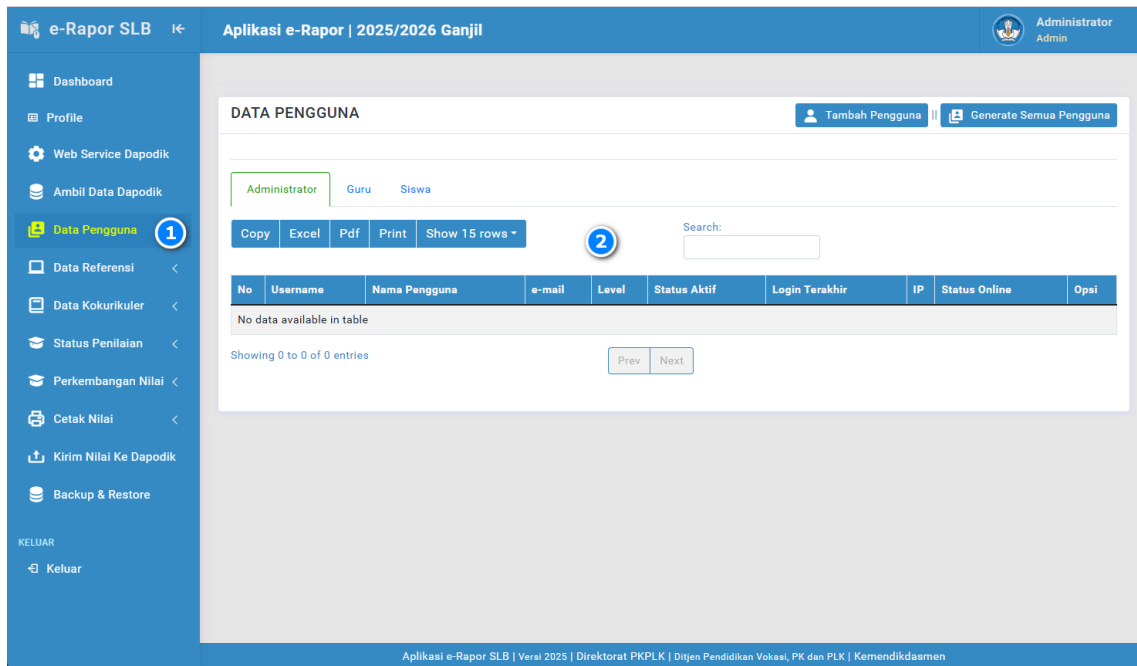 e-Rapor SLB
Aplikasi e-Rapor | 2025/2026 Ganjil
Administrator
Admin
Dashboard
Profile
Web Service Dapodik
Ambil Data Dapodik
Data Pengguna 1
Data Referensi
Data Kokurikuler
Status Penilaian
Perkembangan Nilai
Cetak Nilai
Kirim Nilai Ke Dapodik
Backup & Restore
KELUAR
Keluar
DATA PENGGUNA
Tambah Pengguna || Generate Semua Pengguna
Administrator Guru Siswa
Copy Excel Pdf Print Show 15 rows
2
Search:
No Username Nama Pengguna e-mail Level Status Aktif Login Terakhir IP Status Online Opsi
No data available in table
Showing 0 to 0 of 0 entries
Prev Next
Aplikasi e-Rapor SLB | Versi 2025 | Direktorat PKPLK | Ditjen Pendidikan Vokasi, PK dan PLK | Kemendikdasmen